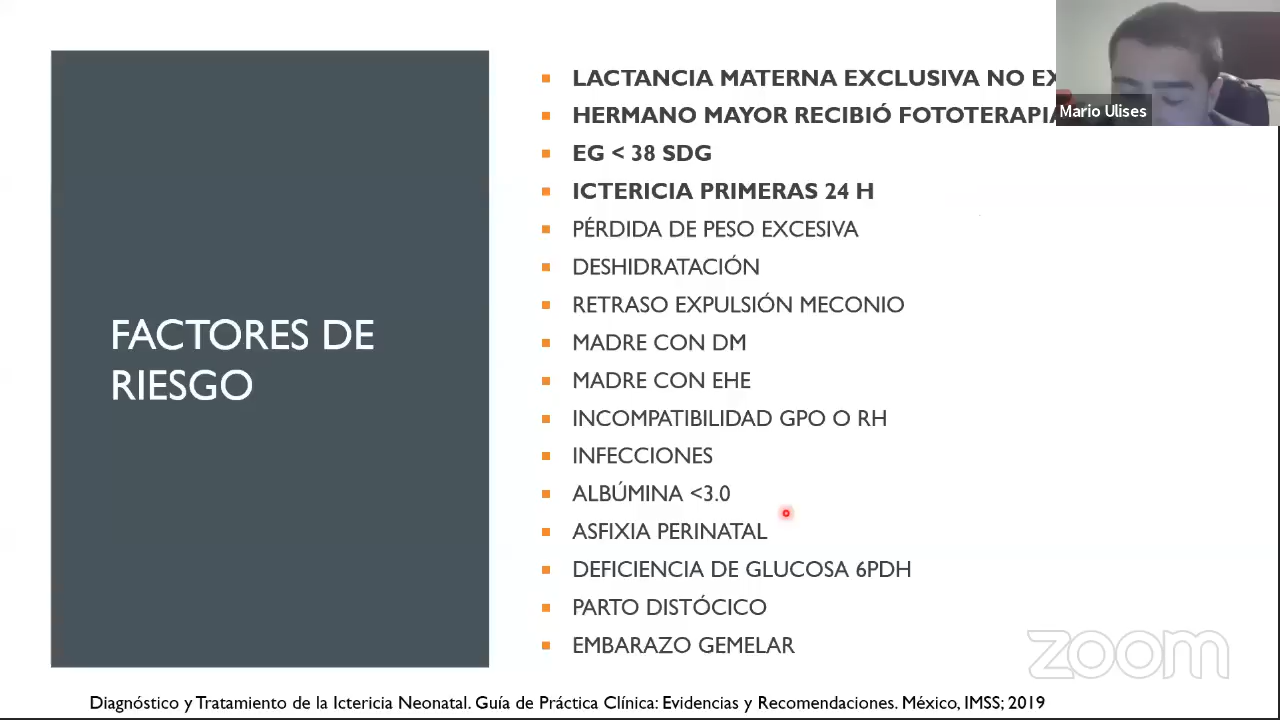 LACTANCIA MATERNA EXCLUSIVA NO
HERMANO MAYOR RECIBIÓ FOTOTERAPIA
Mario Ulises
EG < 38 SDG
ICTERICIA PRIMERAS 24 H
PÉRDIDA DE PESO EXCESIVA
DESHIDRATACIÓN
RETRASO EXPULSIÓN MECONIO
FACTORES DE
RIESGO
MADRE CON DM
MADRE CON EHE
INCOMPATIBILIDAD GPO O RH
INFECCIONES
ALBÚMINA <3.0
ASFIXIA PERINATAL
DEFICIENCIA DE GLUCOSA 6PDH
PARTO DISTÓCICO
EMBARAZO GEMELAR
zoom
Diagnóstico y Tratamiento de la Ictericia Neonatal. Guía de Práctica Clínica: Evidencias y Recomendaciones. México, IMSS; 2019